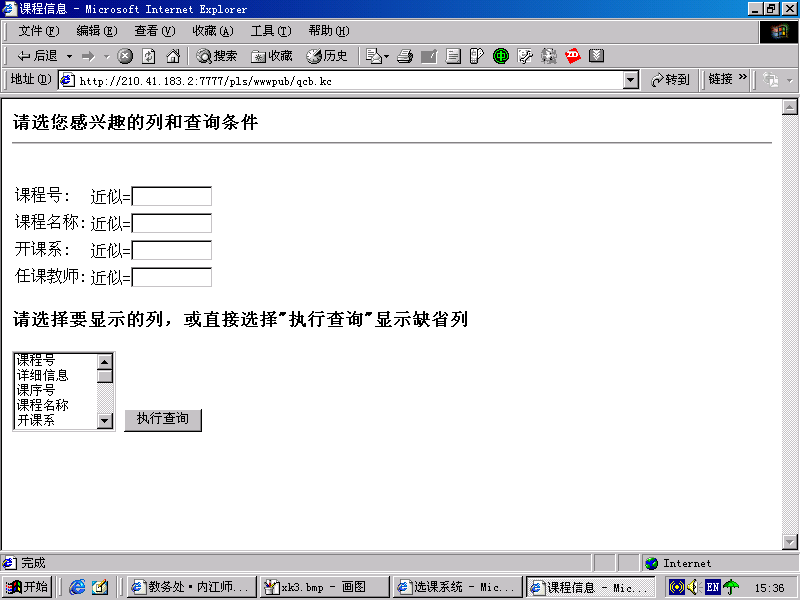 课程信息 - Microsoft Internet Explorer
文件(F) 编辑(E) 查看(V) 收藏(A) 工具(T) 帮助(H)
后退 搜索 收藏 历史
地址(D) http://210.41.183.2:7777/pls/wwwpub/qcb.kc 转到 链接 »
请选您感兴趣的列和查询条件
课程号: 近似=
课程名称: 近似=
开课系: 近似=
任课教师: 近似=
请选择要显示的列，或直接选择"执行查询"显示缺省列
课程号
详细信息
课序号
课程名称
开课系
执行查询
完成 Internet
开始 教务处·内江师... xk3.bmp - 画图 选课系统 - Mic... 课程信息 - Mic... EN 15:36